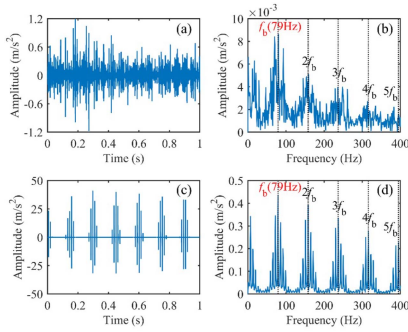 (a)
Amplitude (m/s²)
1.2
0.6
0
-0.6
-1.2
0 0.2 0.4 0.6 0.8 1
Time (s)
×10⁻³
(b)
Amplitude (m/s²)
10
8
6
4
2
0
f_b(79Hz)
2f_b
3f_b
4f_b
5f_b
0 100 200 300 400
Frequency (Hz)
(c)
Amplitude (m/s²)
50
25
0
-25
-50
0 0.2 0.4 0.6 0.8 1
Time (s)
(d)
Amplitude (m/s²)
0.5
0.4
0.3
0.2
0.1
0
f_b(79Hz)
2f_b
3f_b
4f_b
5f_b
0 100 200 300 400
Frequency (Hz)